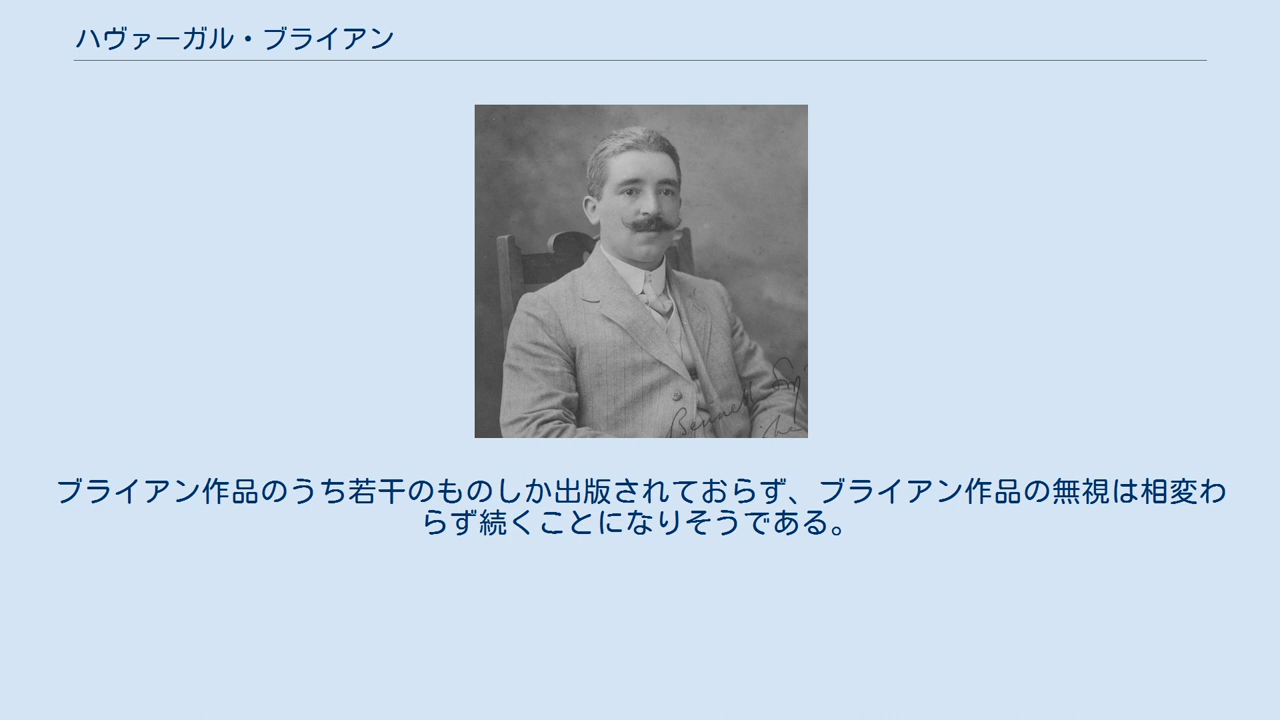 ハヴァーガル・ブライアン
Bennett
ブライアン作品のうち若干のものしか出版されておらず、ブライアン作品の無視は相変わ
らず続くことになりそうである。